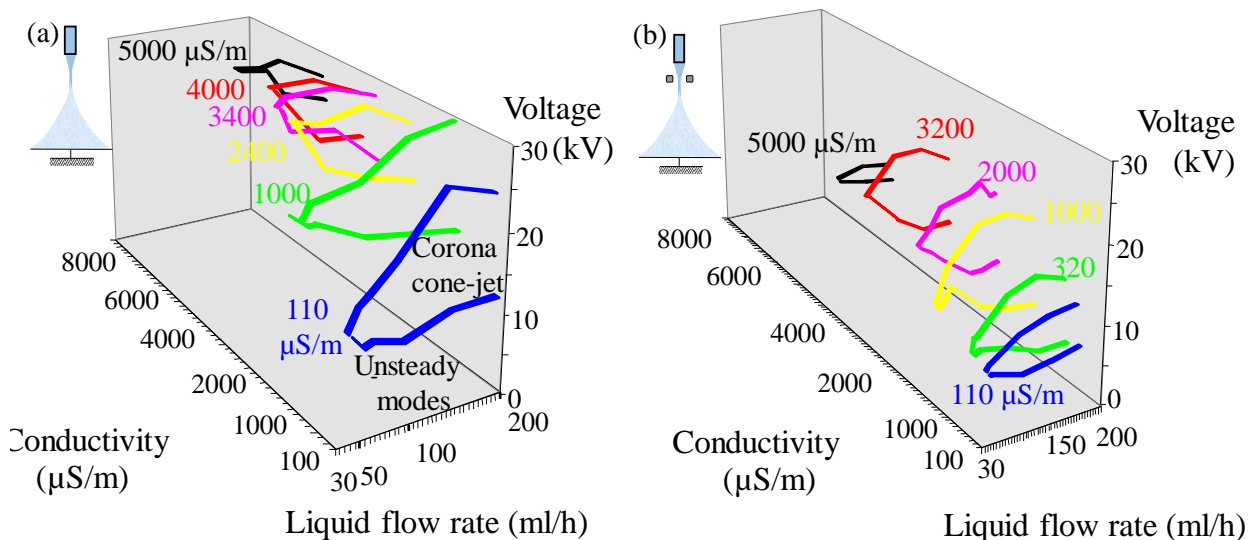 (a)
5000 µS/m
4000
3400
2400
1000
110
µS/m
Corona
cone-jet
Unsteady
modes
Voltage
(kV)
30
20
10
0
8000
6000
4000
2000
1000
100
Conductivity
(µS/m)
30
50
100
200
Liquid flow rate (ml/h)
(b)
5000 µS/m
3200
2000
1000
320
110 µS/m
Voltage
(kV)
30
20
10
0
8000
6000
4000
2000
1000
100
Conductivity
(µS/m)
30
150
200
Liquid flow rate (ml/h)